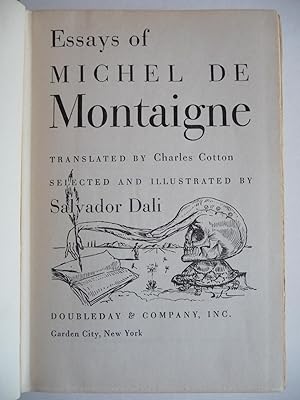 Essays of
MICHEL DE
Montaigne
TRANSLATED BY Charles Cotton
SELECTED AND ILLUSTRATED BY
Salvador Dali
DOUBLEDAY & COMPANY, INC.
Garden City, New York